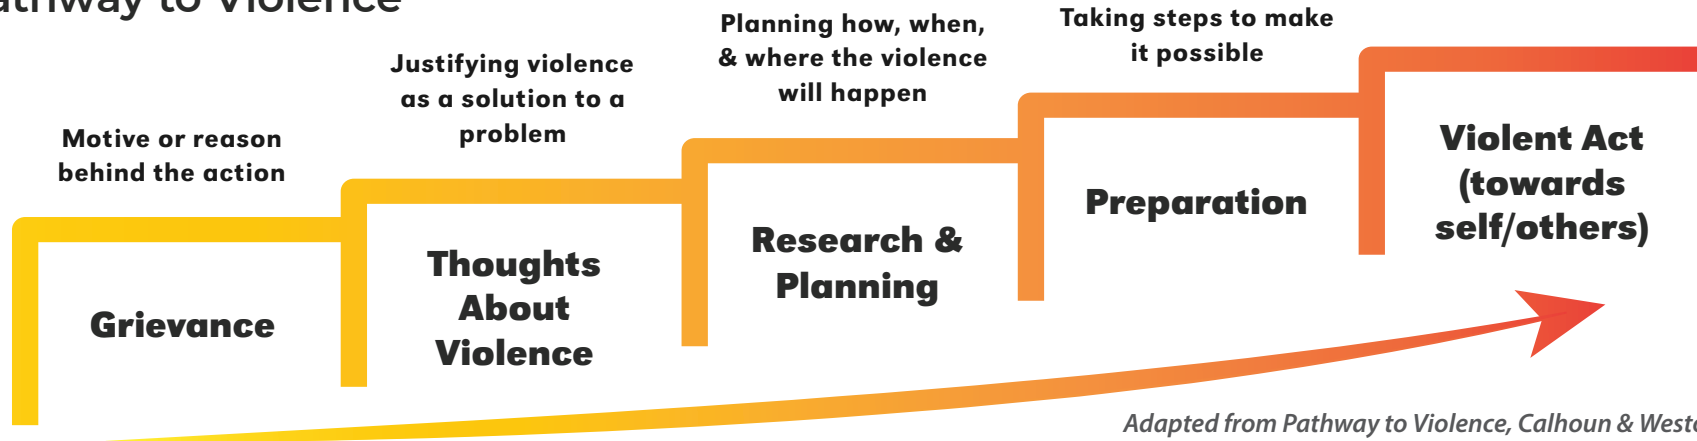 to Violence
Motive or reason
behind the action
Grievance
Justifying violence
as a solution to a
problem
Thoughts
About
Violence
Planning how, when,
& where the violence
will happen
Research &
Planning
Taking steps to make
it possible
Preparation
Violent Act
(towards
self/others)
Adapted from Pathway to Violence, Calhoun &